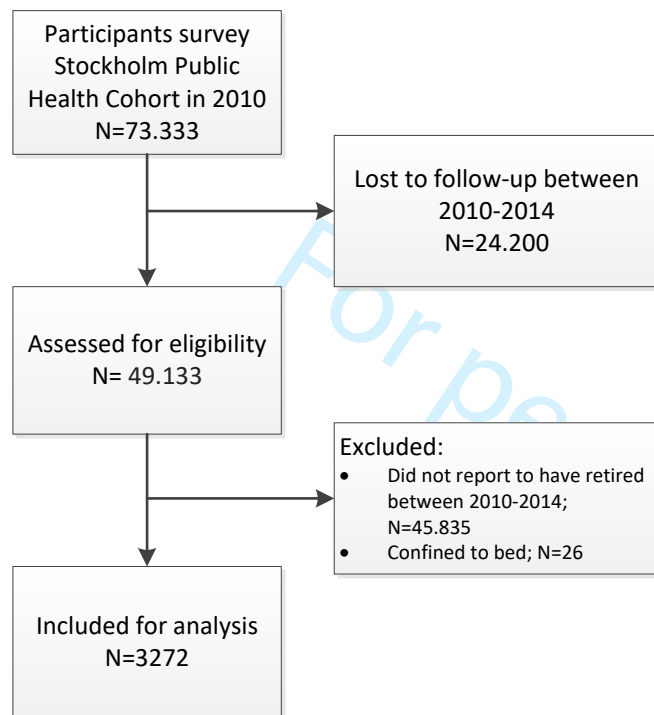 Participants survey
Stockholm Public
Health Cohort in 2010
N=73.333
Lost to follow-up between
2010-2014
N=24.200
Assessed for eligibility
N= 49.133
Excluded:
• Did not report to have retired
between 2010-2014;
N=45.835
• Confined to bed; N=26
Included for analysis
N=3272
For pe